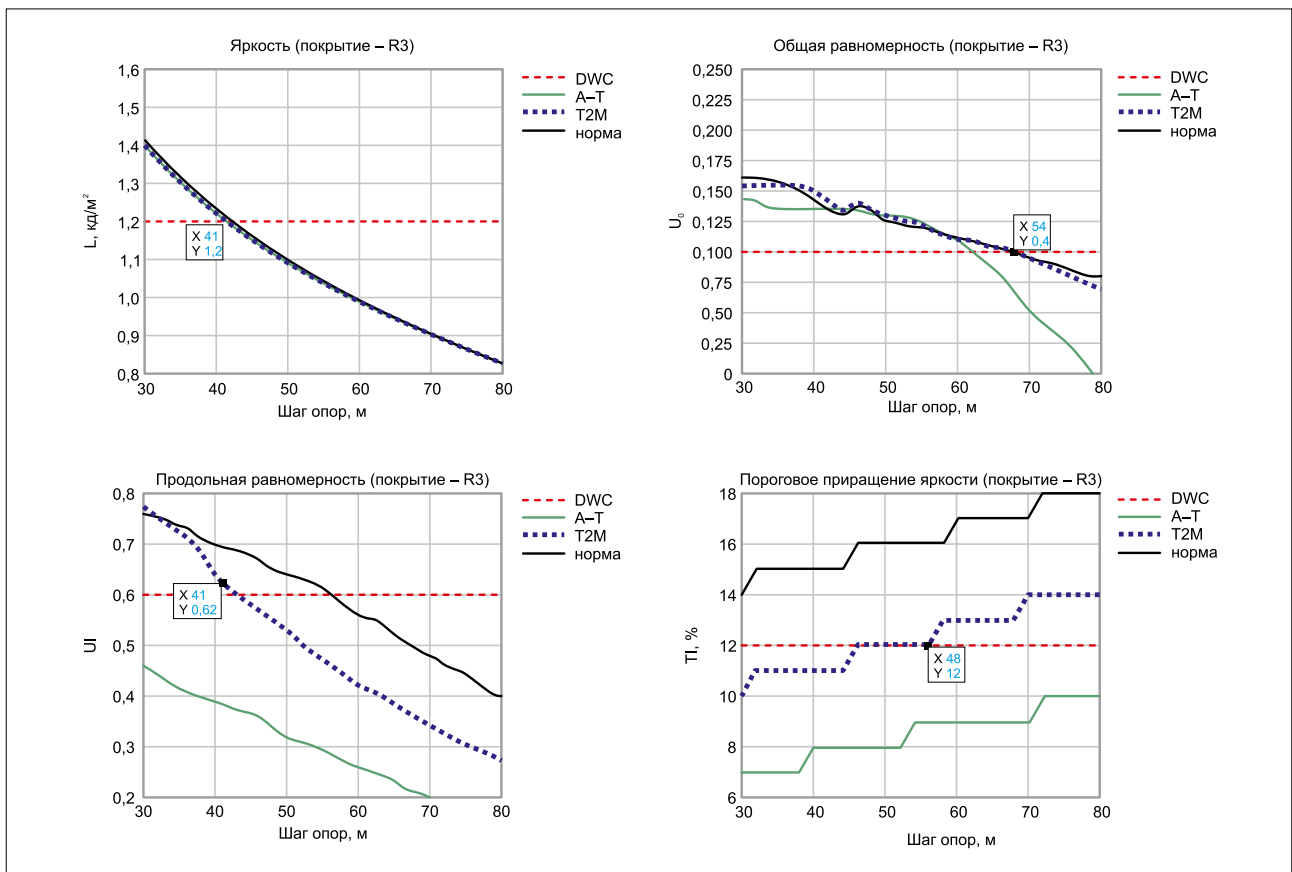 Яркость (покрытие – R3)
1,6
1,5
1,4
1,3
1,2
1,1
1,0
0,9
0,8
L, кд/м²
30 40 50 60 70 80
Шаг опор, м
X 41
Y 1,2
DWC
A–T
T2M
норма
Общая равномерность (покрытие – R3)
0,250
0,225
0,200
0,175
0,150
0,125
0,100
0,75
0,50
0,25
0
U₀
30 40 50 60 70 80
Шаг опор, м
X 54
Y 0,4
DWC
A–T
T2M
норма
Продольная равномерность (покрытие – R3)
0,8
0,7
0,6
0,5
0,4
0,3
0,2
UI
30 40 50 60 70 80
Шаг опор, м
X 41
Y 0,62
DWC
A–T
T2M
норма
Пороговое приращение яркости (покрытие – R3)
18
16
14
12
10
8
6
TI, %
30 40 50 60 70 80
Шаг опор, м
X 48
Y 12
DWC
A–T
T2M
норма